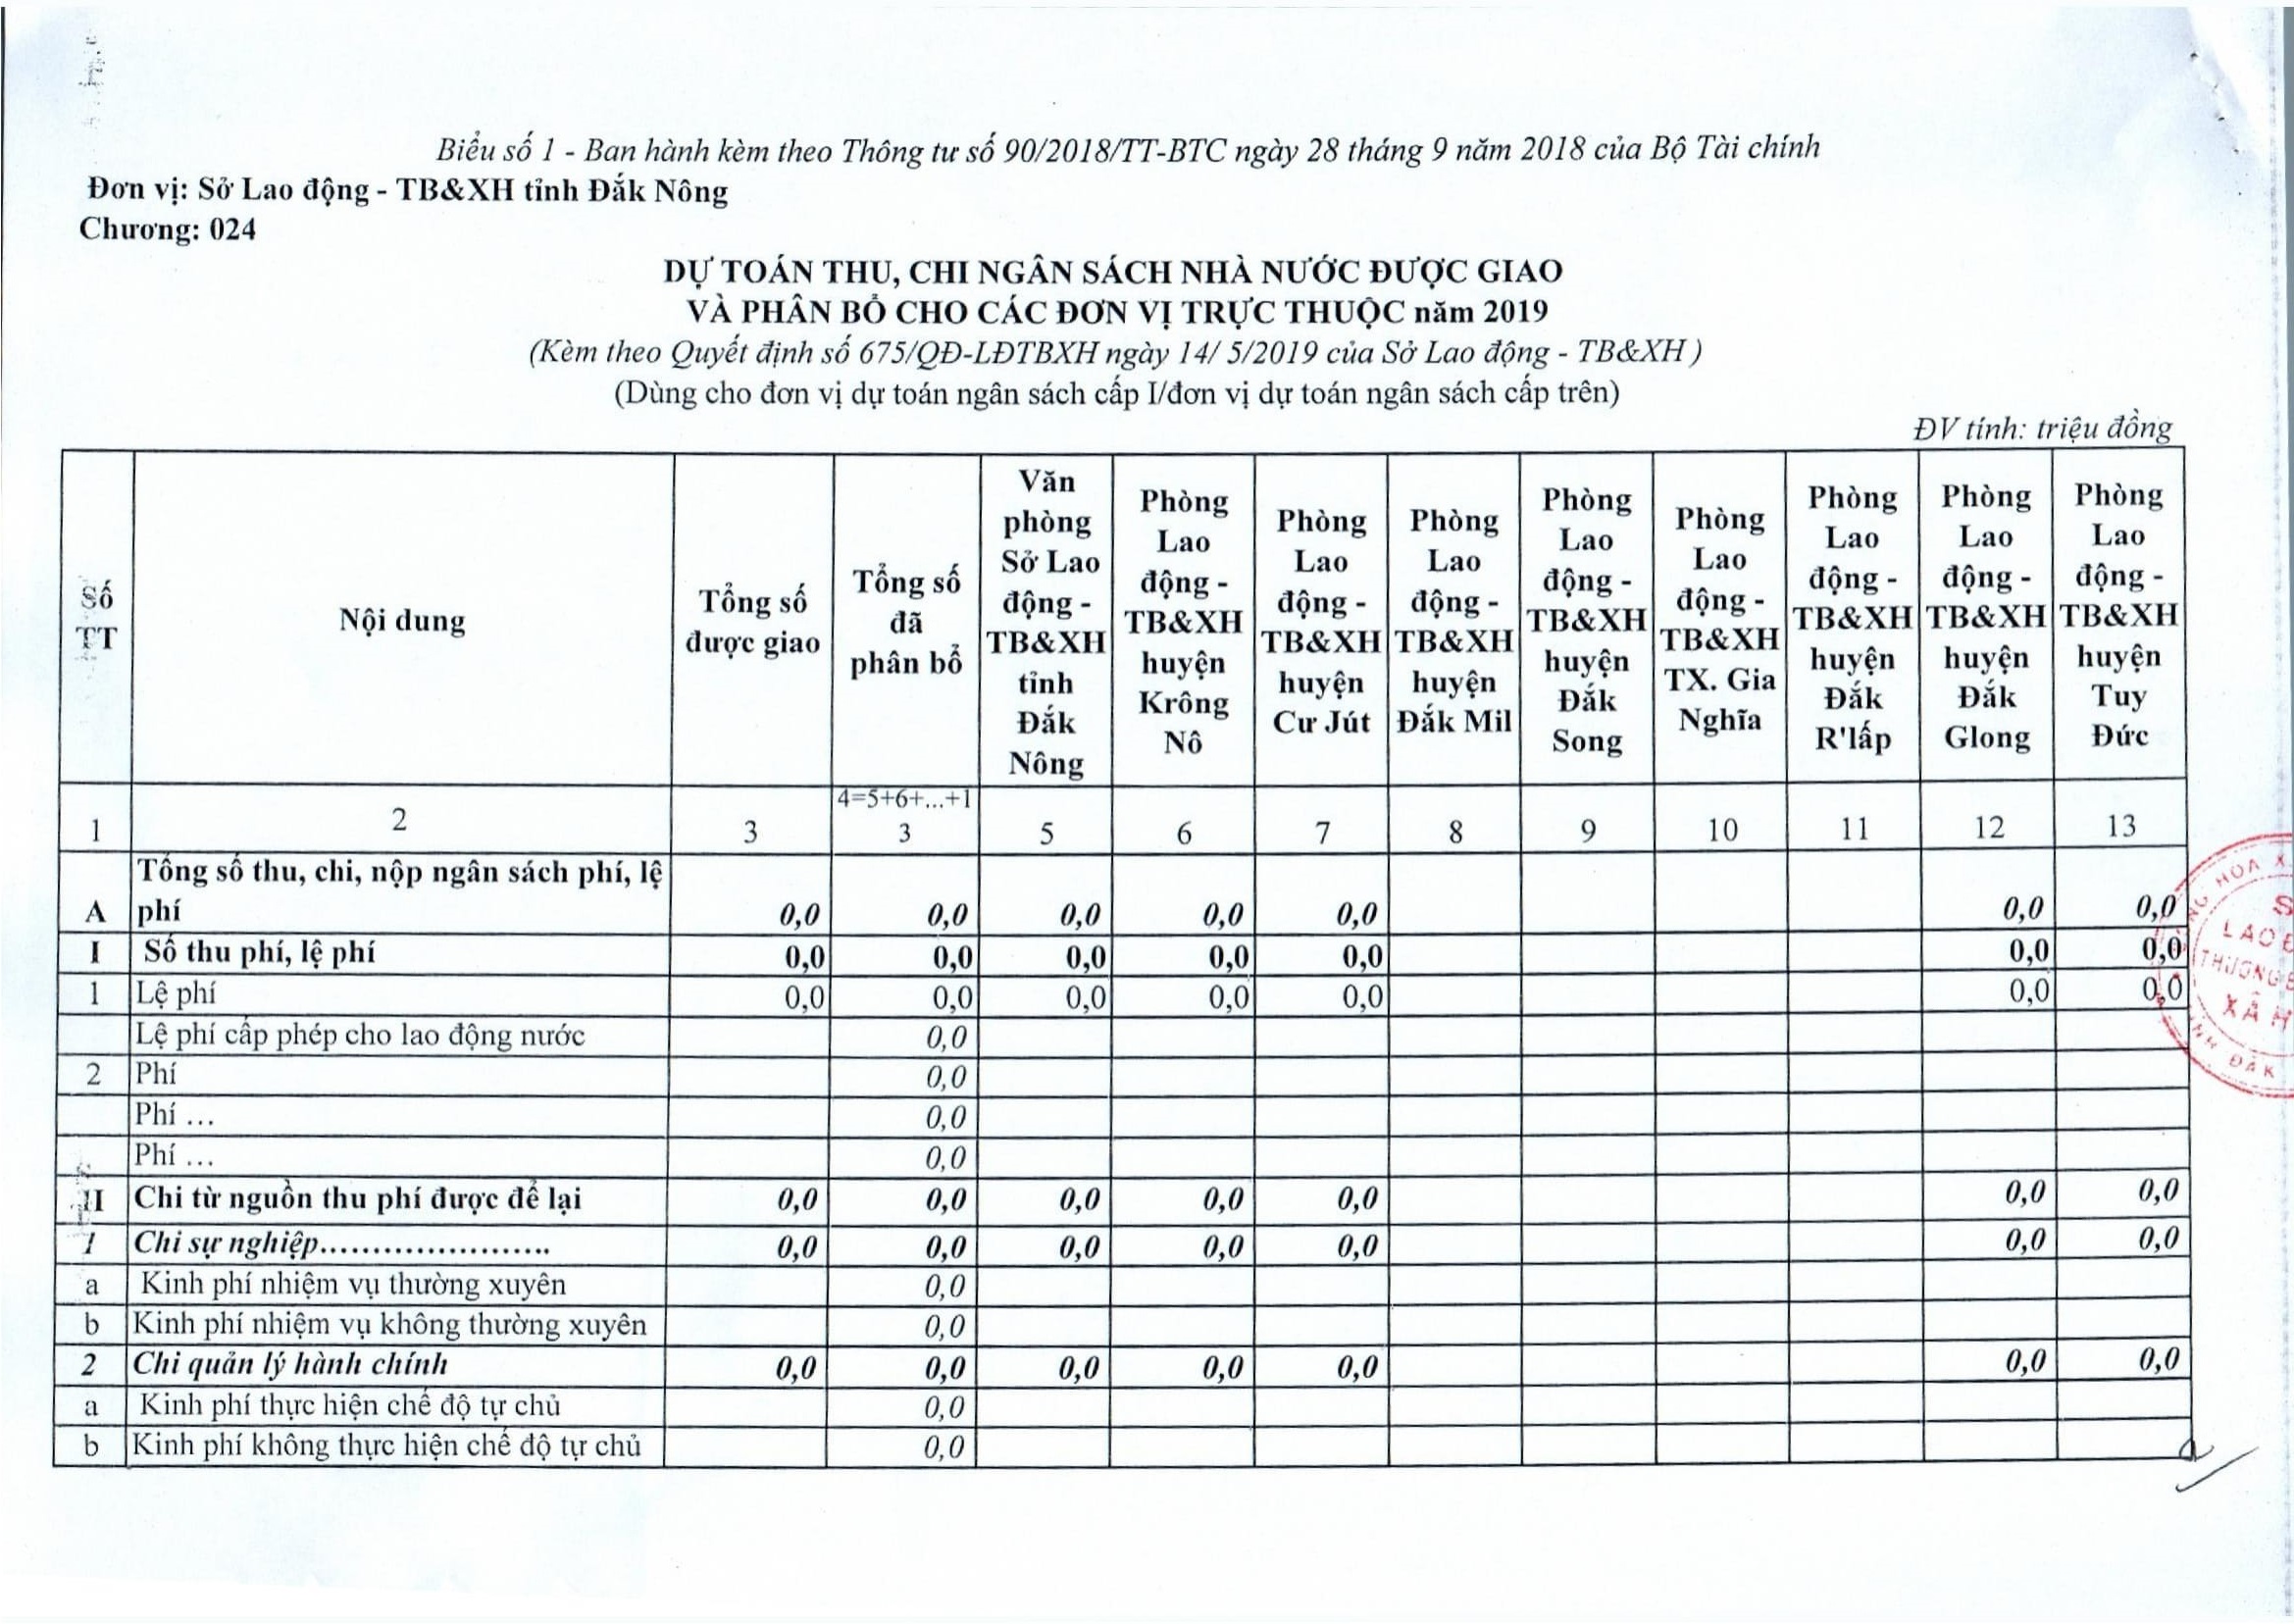 Biểu số 1 - Ban hành kèm theo Thông tư số 90/2018/TT-BTC ngày 28 tháng 9 năm 2018 của Bộ Tài chính
Đơn vị: Sở Lao động - TB&XH tỉnh Đắk Nông
Chương: 024
DỰ TOÁN THU, CHI NGÂN SÁCH NHÀ NƯỚC ĐƯỢC GIAO
VÀ PHÂN BỔ CHO CÁC ĐƠN VỊ TRỰC THUỘC năm 2019
(Kèm theo Quyết định số 675/QĐ-LĐTBXH ngày 14/ 5/2019 của Sở Lao động - TB&XH )
(Dùng cho đơn vị dự toán ngân sách cấp I/đơn vị dự toán ngân sách cấp trên)
ĐV tính: triệu đồng
Số TT | Nội dung | Tổng số được giao | Tổng số đã phân bổ | Văn phòng Sở Lao động - TB&XH tỉnh Đắk Nông | Phòng Lao động - TB&XH huyện Krông Nô | Phòng Lao động - TB&XH huyện Cư Jút | Phòng Lao động - TB&XH huyện Đắk Mil | Phòng Lao động - TB&XH huyện Đắk Song | Phòng Lao động - TB&XH TX. Gia Nghĩa | Phòng Lao động - TB&XH huyện Đắk R'lấp | Phòng Lao động - TB&XH huyện Đắk Glong | Phòng Lao động - TB&XH huyện Tuy Đức
1 | 2 | 3 | 4=5+6+...+13 | 5 | 6 | 7 | 8 | 9 | 10 | 11 | 12 | 13
A | Tổng số thu, chi, nộp ngân sách phí, lệ phí | 0,0 | 0,0 | 0,0 | 0,0 | 0,0 | | | | | 0,0 | 0,0
I | Số thu phí, lệ phí | 0,0 | 0,0 | 0,0 | 0,0 | 0,0 | | | | | 0,0 | 0,0
1 | Lệ phí | 0,0 | 0,0 | 0,0 | 0,0 | 0,0 | | | | | 0,0 | 0,0
Lệ phí cấp phép cho lao động nước | | 0,0
2 | Phí | | 0,0
Phí ... | | 0,0
Phí ... | | 0,0
II | Chi từ nguồn thu phí được để lại | 0,0 | 0,0 | 0,0 | 0,0 | 0,0 | | | | | 0,0 | 0,0
1 | Chi sự nghiệp...................... | 0,0 | 0,0 | 0,0 | 0,0 | 0,0 | | | | | 0,0 | 0,0
a | Kinh phí nhiệm vụ thường xuyên | | 0,0
b | Kinh phí nhiệm vụ không thường xuyên | | 0,0
2 | Chi quản lý hành chính | 0,0 | 0,0 | 0,0 | 0,0 | 0,0 | | | | | 0,0 | 0,0
a | Kinh phí thực hiện chế độ tự chủ | | 0,0
b | Kinh phí không thực hiện chế độ tự chủ | | 0,0